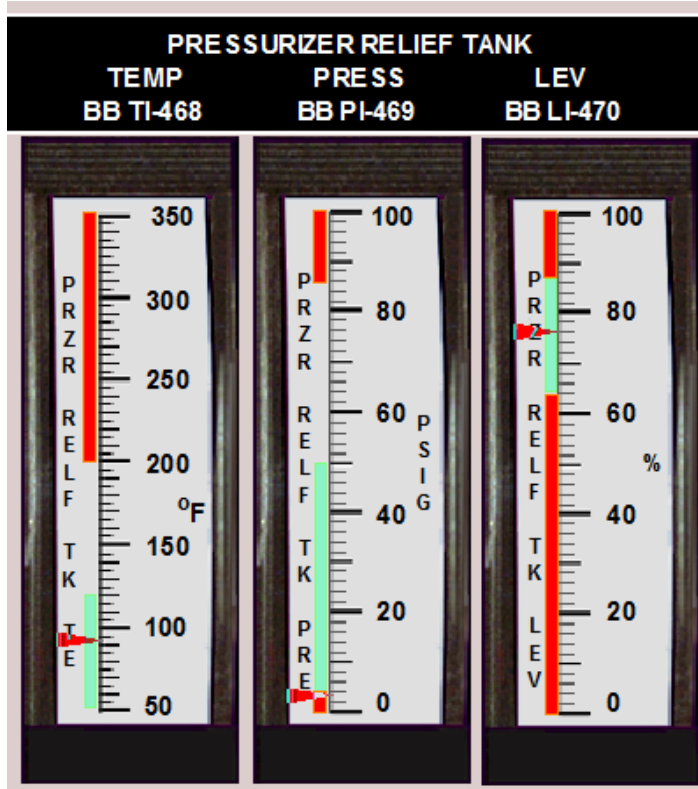 PRESSURIZER RELIEF TANK
TEMP
BB TI-468
PRESS
BB PI-469
LEV
BB LI-470
PRZR RELF TK TE
350
300
250
200
150
100
50
°F
PRZR RELF TK PRE
100
80
60
40
20
0
PSIG
PRZR RELF TK LEV
100
80
60
40
20
0
%